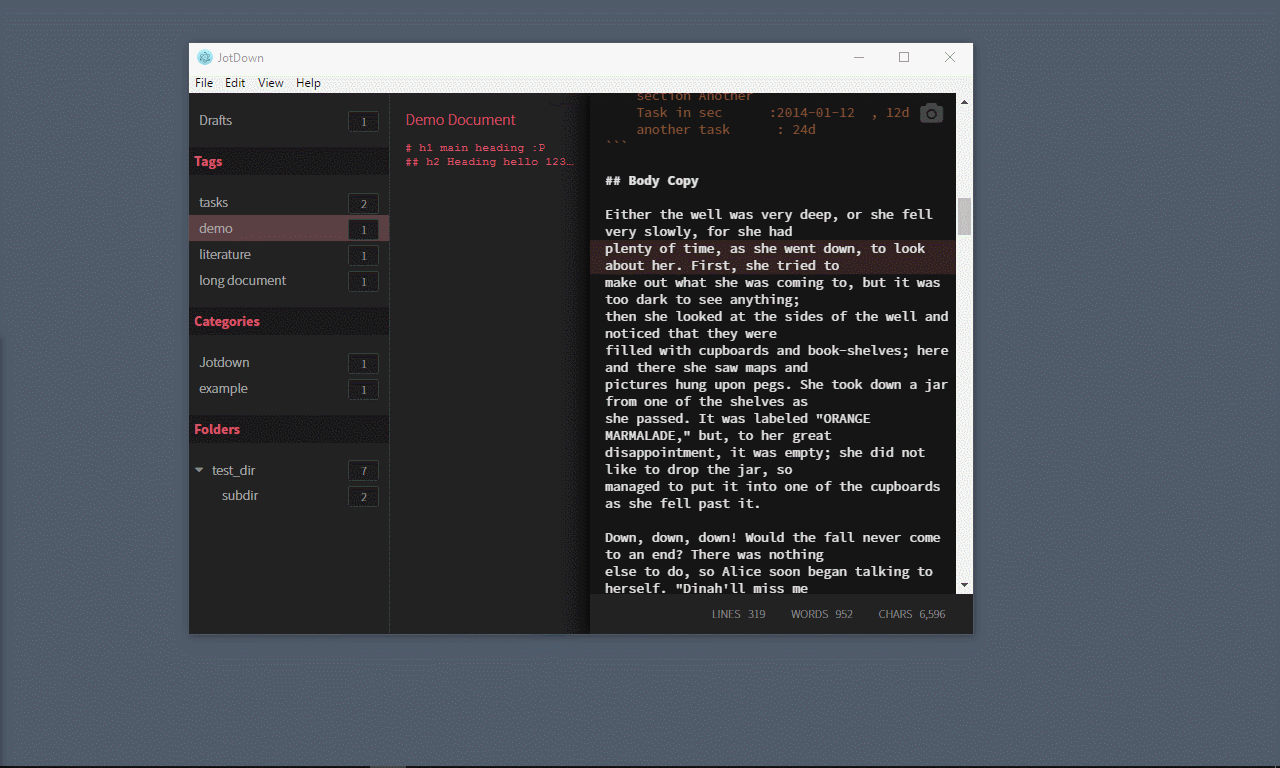 JotDown
File Edit View Help
Drafts 1
Tags
tasks 2
demo 1
literature 1
long document 1
Categories
Jotdown 1
example 1
Folders
test_dir 7
subdir 2
Demo Document
# h1 main heading :P
## h2 Heading hello 123…
section Another
Task in sec :2014-01-12 , 12d
another task : 24d
```
## Body Copy
Either the well was very deep, or she fell
very slowly, for she had
plenty of time, as she went down, to look
about her. First, she tried to
make out what she was coming to, but it was
too dark to see anything;
then she looked at the sides of the well and
noticed that they were
filled with cupboards and book-shelves; here
and there she saw maps and
pictures hung upon pegs. She took down a jar
from one of the shelves as
she passed. It was labeled "ORANGE
MARMALADE," but, to her great
disappointment, it was empty; she did not
like to drop the jar, so
managed to put it into one of the cupboards
as she fell past it.
Down, down, down! Would the fall never come
to an end? There was nothing
else to do, so Alice soon began talking to
herself. "Dinah'll miss me
LINES 319 WORDS 952 CHARS 6,596